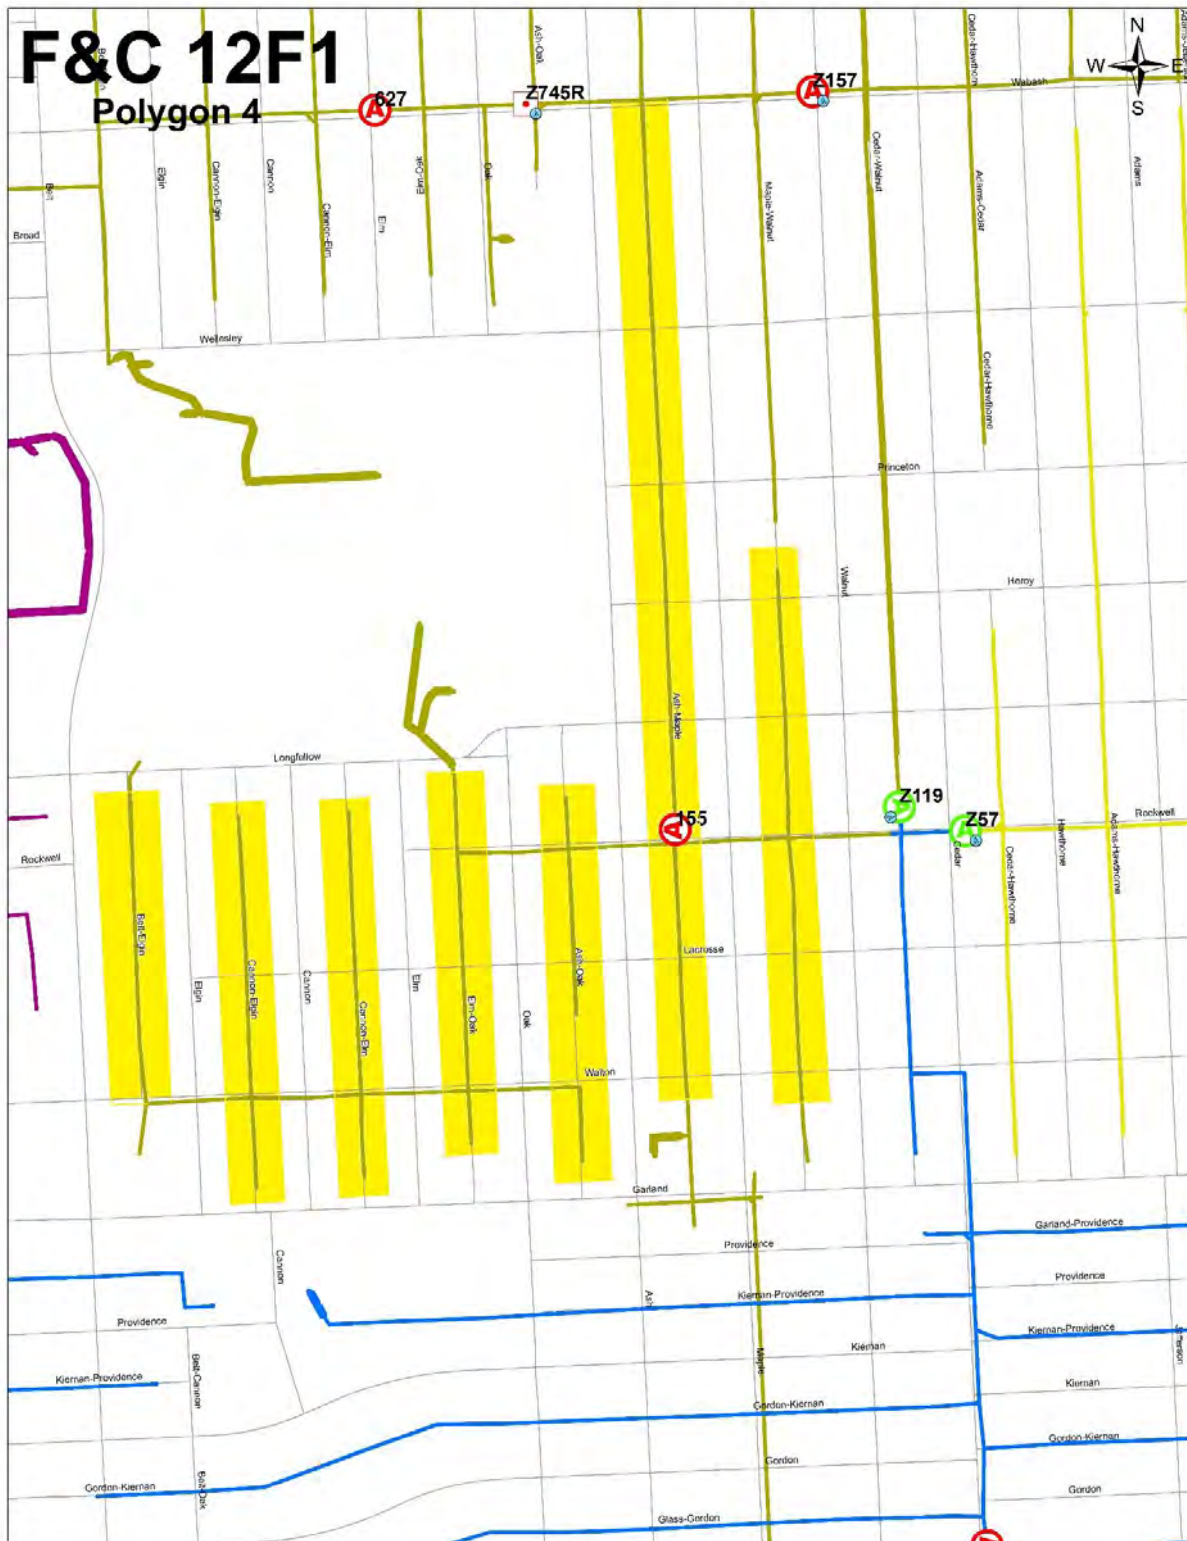 F&C 12F1
Polygon 4
N
W
E
S
627
Z745R
Z157
Ash-Oak
Cedar-Hawthorn
Wabash
Belt
Elgin
Cannon-Elgin
Cannon
Cannon-Elm
Elm
Elm-Oak
Oak
Maple-Walnut
Cedar-Walnut
Adams-Cedar
Adams
Broad
Wellesley
Cedar-Hawthorne
Princeton
Walnut
Heroy
Ash-Maple
Longfellow
155
Z119
Z57
Rockwell
Rockwell
Cedar
Cedar-Hawthorne
Hawthorne
Adams-Hawthorne
Belt-Elgin
Elgin
Cannon-Elgin
Cannon
Cannon-Elm
Elm
Elm-Oak
Oak
Ash-Oak
Lacrosse
Walton
Garland
Providence
Garland-Providence
Cannon
Providence
Ash
Kiernan-Providence
Kiernan-Providence
Providence
Kiernan
Maple
Belt-Cannon
Kiernan-Providence
Kiernan
Gordon-Kiernan
Gordon-Kiernan
Gordon
Gordon-Kiernan
Belt-Oak
Gordon
Glass-Gordon